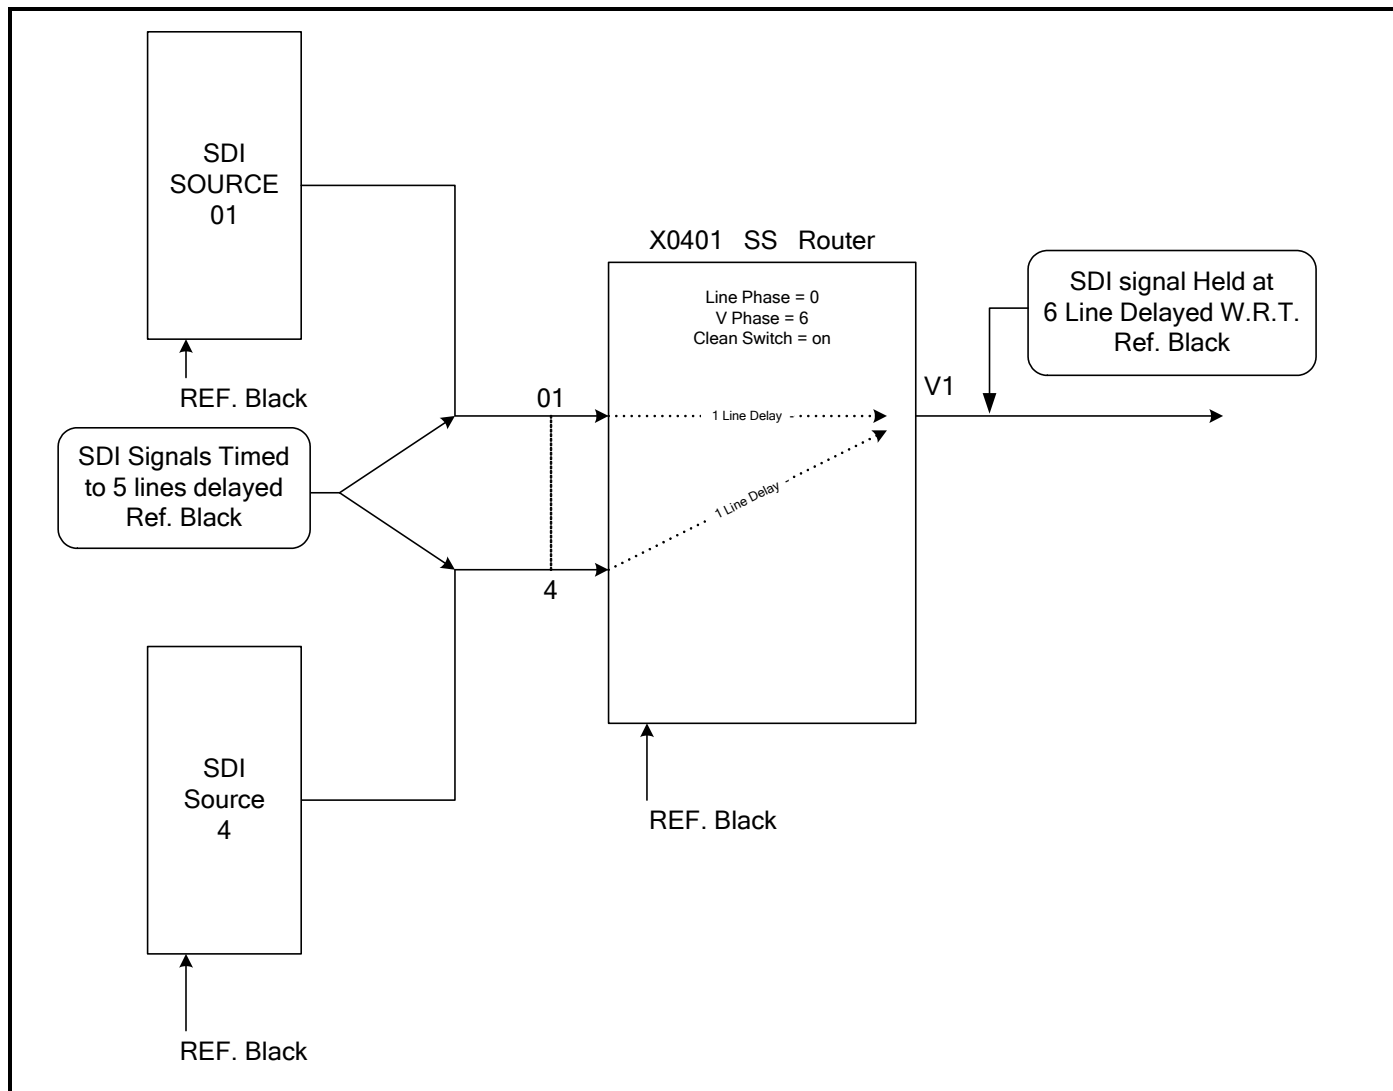 SDI
SOURCE
01
REF. Black
SDI Signals Timed
to 5 lines delayed
Ref. Black
SDI
Source
4
REF. Black
01
4
X0401 SS Router
Line Phase = 0
V Phase = 6
Clean Switch = on
1 Line Delay
1 Line Delay
REF. Black
V1
SDI signal Held at
6 Line Delayed W.R.T.
Ref. Black